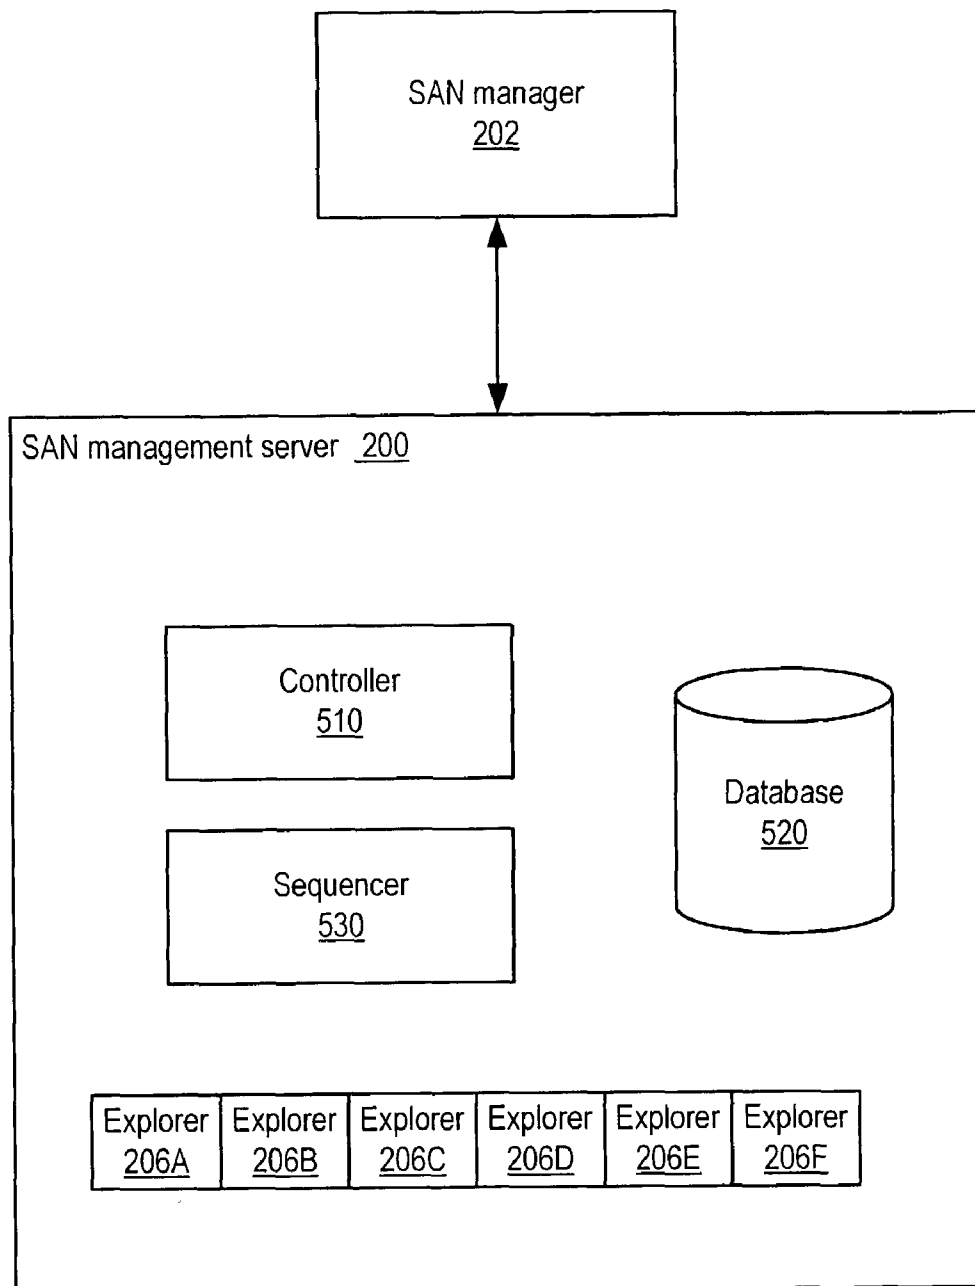 SAN manager
202
SAN management server 200
Controller
510
Database
520
Sequencer
530
Explorer Explorer Explorer Explorer Explorer Explorer
206A 206B 206C 206D 206E 206F